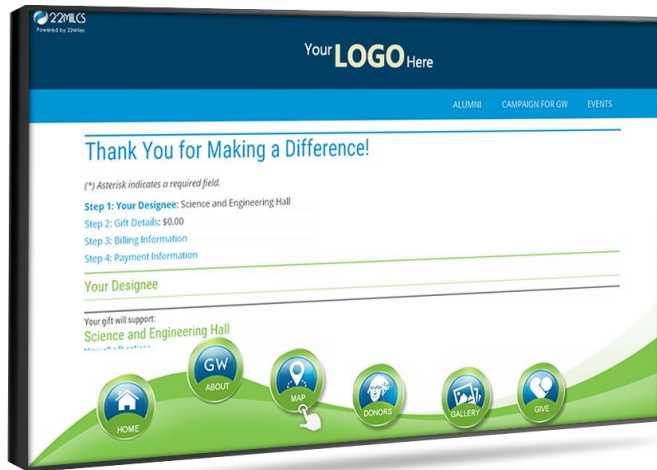 22MILES
Powered by 22Miles
Your LOGO Here
ALUMNI CAMPAIGN FOR GW EVENTS
Thank You for Making a Difference!
(*) Asterisk indicates a required field.
Step 1: Your Designee: Science and Engineering Hall
Step 2: Gift Details: $0.00
Step 3: Billing Information
Step 4: Payment Information
Your Designee
Your gift will support:
Science and Engineering Hall
GW
ABOUT
HOME
MAP
DONORS
GALLERY
GIVE